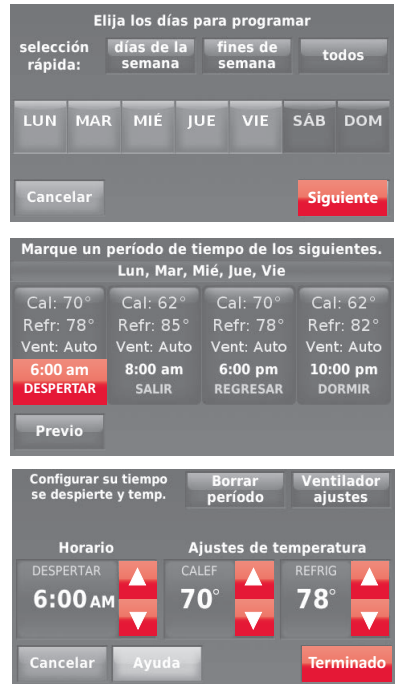 Elija los días para programar
selección rápida:
días de la semana
fines de semana
todos
LUN MAR MIÉ JUE VIE SÁB DOM
Cancelar
Siguiente
Marque un período de tiempo de los siguientes.
Lun, Mar, Mié, Jue, Vie
Cal: 70° Cal: 62° Cal: 70° Cal: 62°
Refr: 78° Refr: 85° Refr: 78° Refr: 82°
Vent: Auto Vent: Auto Vent: Auto Vent: Auto
6:00 am 8:00 am 6:00 pm 10:00 pm
DESPERTAR SALIR REGRESAR DORMIR
Previo
Configurar su tiempo
se despierte y temp.
Borrar
período
Ventilador
ajustes
Horario
Ajustes de temperatura
DESPERTAR CALEF REFRIG
6:00 AM 70° 78°
Cancelar
Ayuda
Terminado